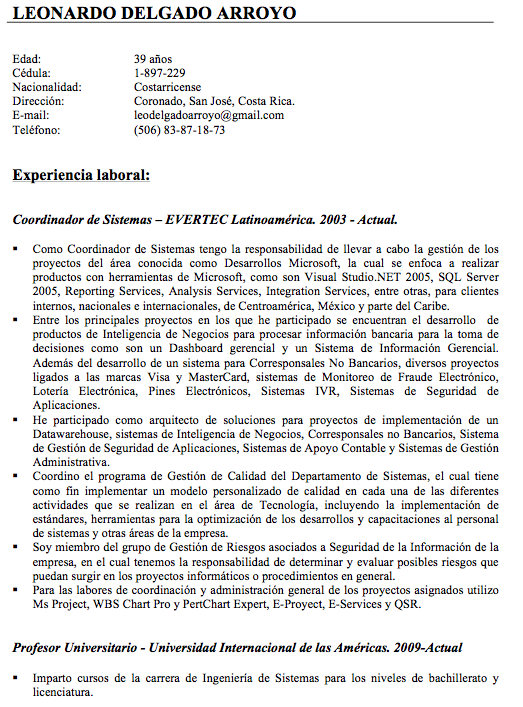 LEONARDO DELGADO ARROYO
Edad: 39 años
Cédula: 1-897-229
Nacionalidad: Costarricense
Dirección: Coronado, San José, Costa Rica.
E-mail: leodelgadoarroyo@gmail.com
Teléfono: (506) 83-87-18-73
Experiencia laboral:
Coordinador de Sistemas – EVERTEC Latinoamérica. 2003 - Actual.
▪ Como Coordinador de Sistemas tengo la responsabilidad de llevar a cabo la gestión de los
proyectos del área conocida como Desarrollos Microsoft, la cual se enfoca a realizar
productos con herramientas de Microsoft, como son Visual Studio.NET 2005, SQL Server
2005, Reporting Services, Analysis Services, Integration Services, entre otras, para clientes
internos, nacionales e internacionales, de Centroamérica, México y parte del Caribe.
▪ Entre los principales proyectos en los que he participado se encuentran el desarrollo de
productos de Inteligencia de Negocios para procesar información bancaria para la toma de
decisiones como son un Dashboard gerencial y un Sistema de Información Gerencial.
Además del desarrollo de un sistema para Corresponsales No Bancarios, diversos proyectos
ligados a las marcas Visa y MasterCard, sistemas de Monitoreo de Fraude Electrónico,
Lotería Electrónica, Pines Electrónicos, Sistemas IVR, Sistemas de Seguridad de
Aplicaciones.
▪ He participado como arquitecto de soluciones para proyectos de implementación de un
Datawarehouse, sistemas de Inteligencia de Negocios, Corresponsales no Bancarios, Sistema
de Gestión de Seguridad de Aplicaciones, Sistemas de Apoyo Contable y Sistemas de Gestión
Administrativa.
▪ Coordino el programa de Gestión de Calidad del Departamento de Sistemas, el cual tiene
como fin implementar un modelo personalizado de calidad en cada una de las diferentes
actividades que se realizan en el área de Tecnología, incluyendo la implementación de
estándares, herramientas para la optimización de los desarrollos y capacitaciones al personal
de sistemas y otras áreas de la empresa.
▪ Soy miembro del grupo de Gestión de Riesgos asociados a Seguridad de la Información de la
empresa, en el cual tenemos la responsabilidad de determinar y evaluar posibles riesgos que
puedan surgir en los proyectos informáticos o procedimientos en general.
▪ Para las labores de coordinación y administración general de los proyectos asignados utilizo
Ms Project, WBS Chart Pro y PertChart Expert, E-Proyect, E-Services y QSR.
Profesor Universitario - Universidad Internacional de las Américas. 2009-Actual
▪ Imparto cursos de la carrera de Ingeniería de Sistemas para los niveles de bachillerato y
licenciatura.